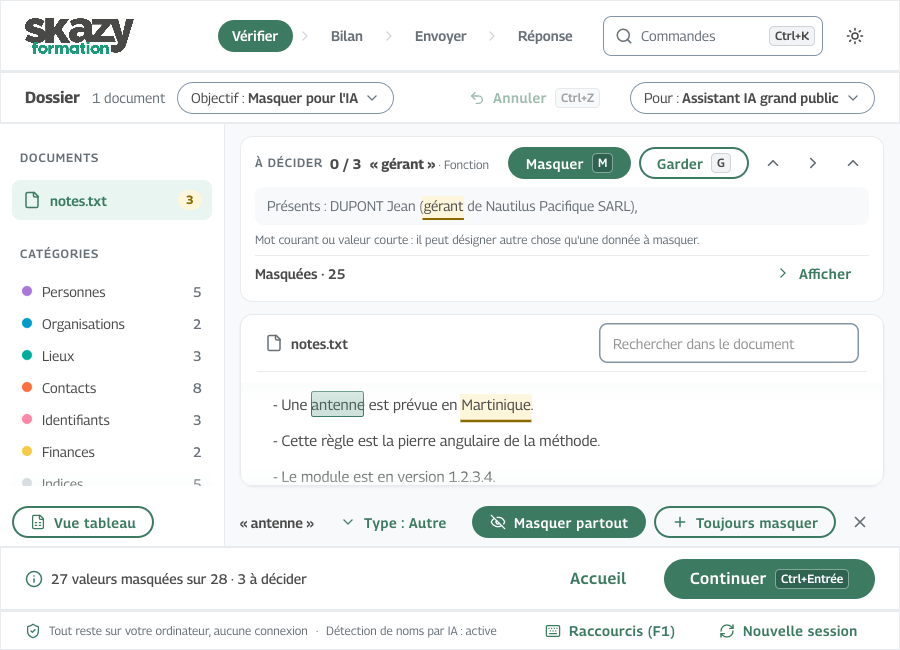 skazy
formation
Vérifier
Bilan
Envoyer
Réponse
Commandes
Ctrl+K
Dossier
1 document
Objectif : Masquer pour l'IA
Annuler
Ctrl+Z
Pour : Assistant IA grand public
DOCUMENTS
notes.txt
3
CATÉGORIES
Personnes 5
Organisations 2
Lieux 3
Contacts 8
Identifiants 3
Finances 2
Indices 5
Vue tableau
À DÉCIDER 0 / 3 « gérant » · Fonction
Masquer M
Garder G
Présents : DUPONT Jean (gérant de Nautilus Pacifique SARL),
Mot courant ou valeur courte : il peut désigner autre chose qu'une donnée à masquer.
Masquées · 25
Afficher
notes.txt
Rechercher dans le document
- Une antenne est prévue en Martinique.
- Cette règle est la pierre angulaire de la méthode.
- Le module est en version 1.2.3.4.
« antenne »
Type : Autre
Masquer partout
Toujours masquer
27 valeurs masquées sur 28 · 3 à décider
Accueil
Continuer Ctrl+Entrée
Tout reste sur votre ordinateur, aucune connexion · Détection de noms par IA : active
Raccourcis (F1)
Nouvelle session